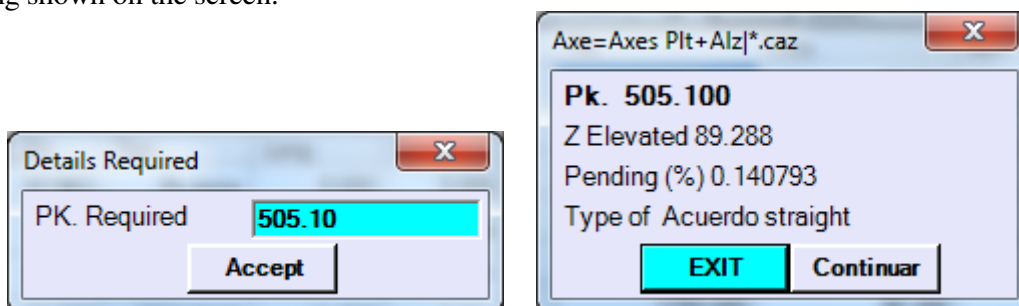 g shown on the screen.
Details Required
PK. Required 505.10
Accept
Axe=Axes Plt+Alz|*.caz
Pk. 505.100
Z Elevated 89.288
Pending (%) 0.140793
Type of Acuerdo straight
EXIT Continuar